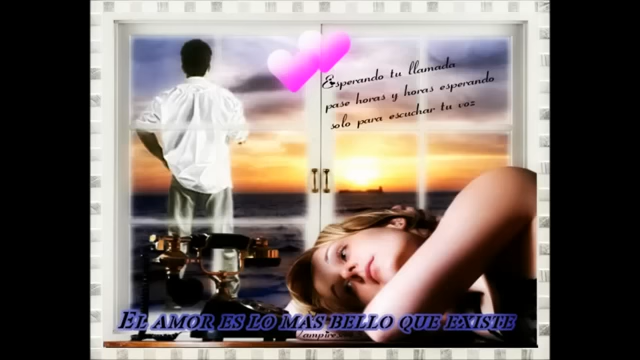 Esperando tu llamada
pase horas y horas esperando
solo para escuchar tu voz
EL AMOR ES LO MAS BELLO QUE EXISTE
Vampire